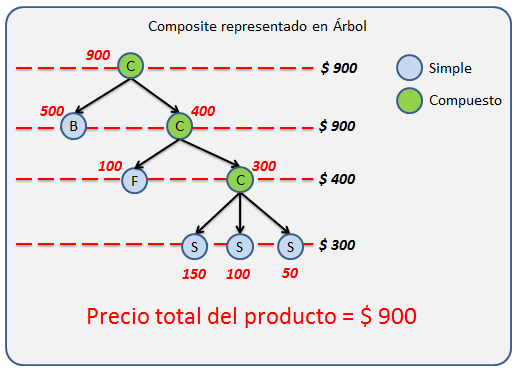 Composite representado en Árbol
900 C $ 900 Simple
Compuesto
500 B 400 C $ 900
100 F 300 C $ 400
S S S $ 300
150 100 50
Precio total del producto = $ 900